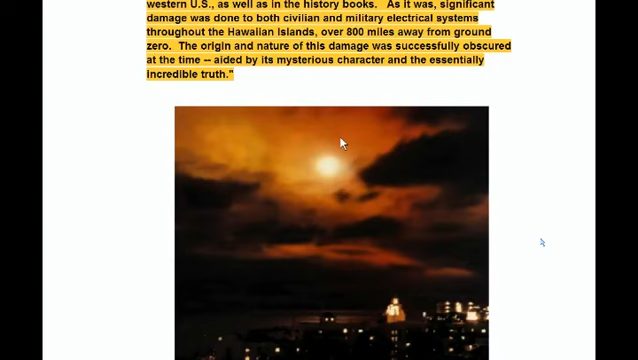 western U.S., as well as in the history books.   As it was, significant
damage was done to both civilian and military electrical systems
throughout the Hawaiian Islands, over 800 miles away from ground
zero.  The origin and nature of this damage was successfully obscured
at the time -- aided by its mysterious character and the essentially
incredible truth."